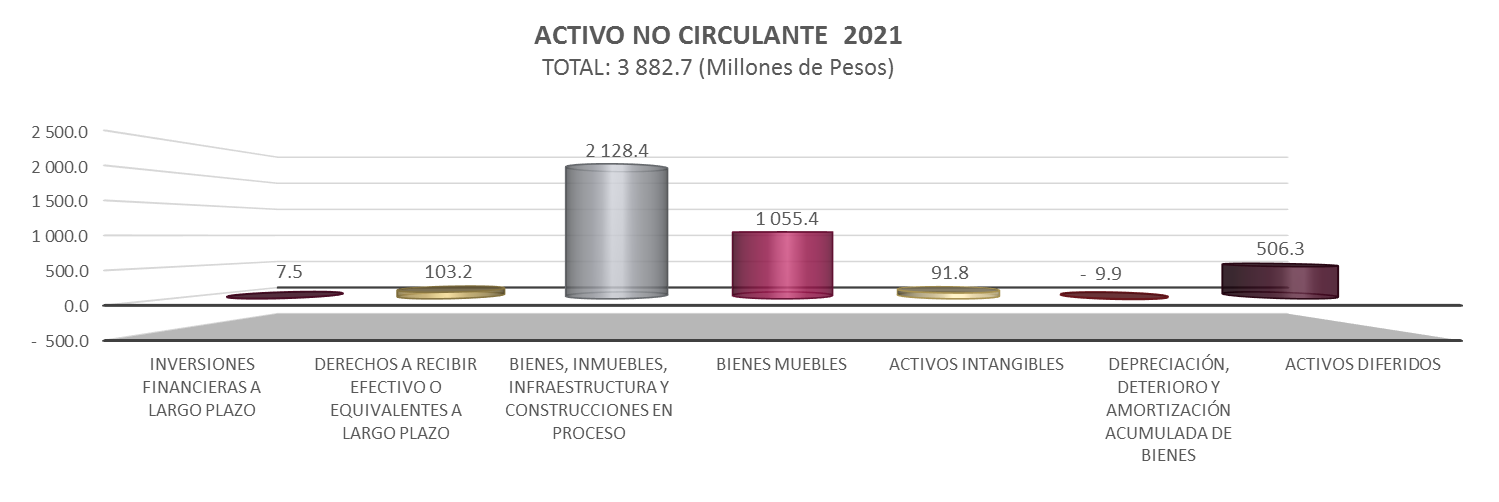 ACTIVO NO CIRCULANTE  2021
TOTAL: 3 882.7 (Millones de Pesos)
2 500.0
2 000.0
1 500.0
1 000.0
500.0
0.0
- 500.0
7.5
103.2
2 128.4
1 055.4
91.8
- 9.9
506.3
INVERSIONES
FINANCIERAS A
LARGO PLAZO
DERECHOS A RECIBIR
EFECTIVO O
EQUIVALENTES A
LARGO PLAZO
BIENES, INMUEBLES,
INFRAESTRUCTURA Y
CONSTRUCCIONES EN
PROCESO
BIENES MUEBLES
ACTIVOS INTANGIBLES
DEPRECIACIÓN,
DETERIORO Y
AMORTIZACIÓN
ACUMULADA DE
BIENES
ACTIVOS DIFERIDOS